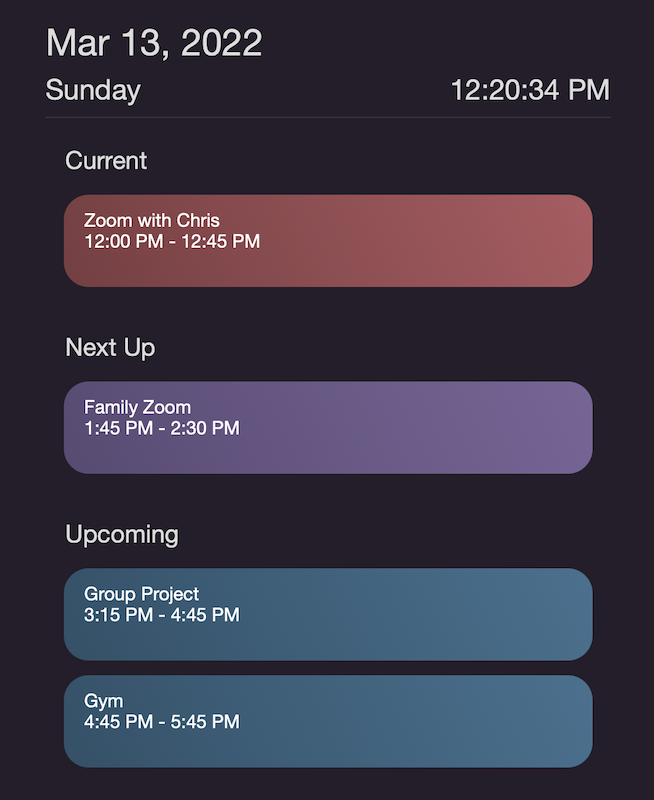 Mar 13, 2022
Sunday 12:20:34 PM
Current
Zoom with Chris
12:00 PM - 12:45 PM
Next Up
Family Zoom
1:45 PM - 2:30 PM
Upcoming
Group Project
3:15 PM - 4:45 PM
Gym
4:45 PM - 5:45 PM